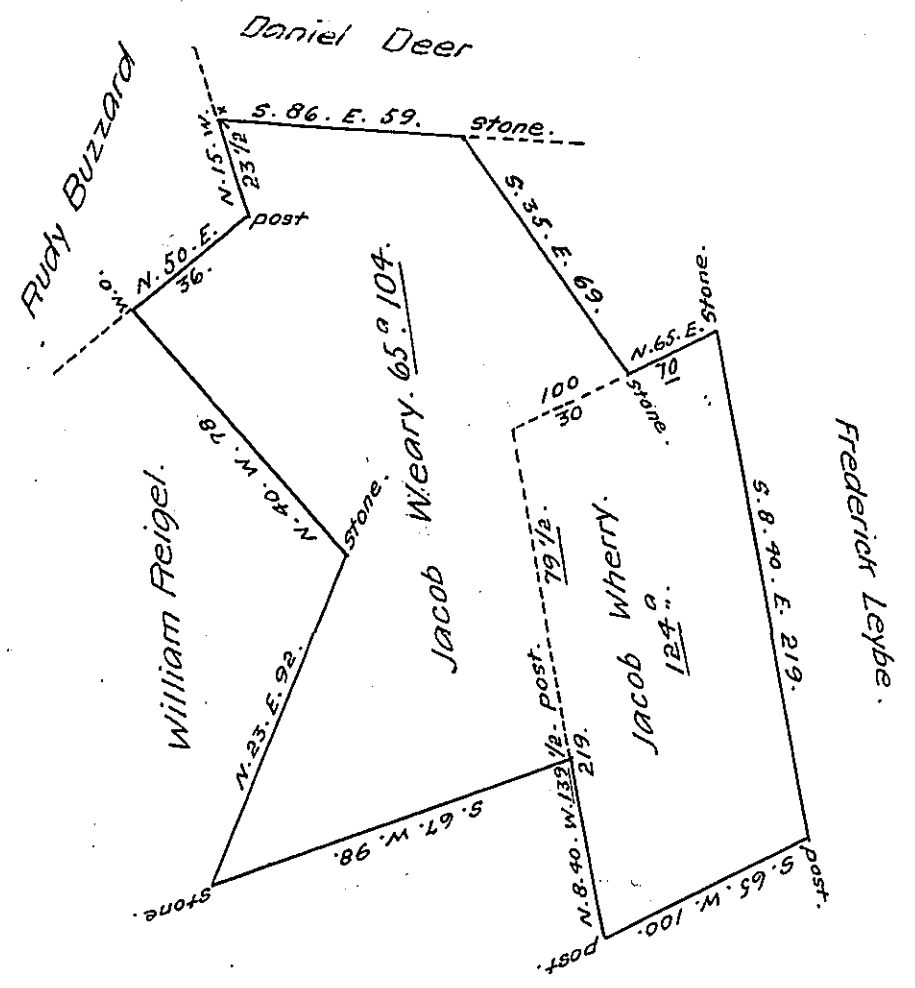 Daniel Deer
Rudy Buzzard
S. 86. E. 59.
stone.
N. 15. W.
23 1/2
post
N. 50. E.
36.
W.O.
S. 35. E. 69.
N. 65. E.
70
Stone.
stone.
100
30
N. 40. W. 78
stone.
Jacob Weary. 65.a 104.
William Reigel.
79 1/2.
Jacob Wherry.
124 a ..
S. 8. 40. E. 219.
Frederick Leybe.
N. 23. E. 92.
post.
N. 8. 40. W. 139 1/2.
219.
S. 67. W. 98.
stone.
S. 65. W. 100.
post.
post.